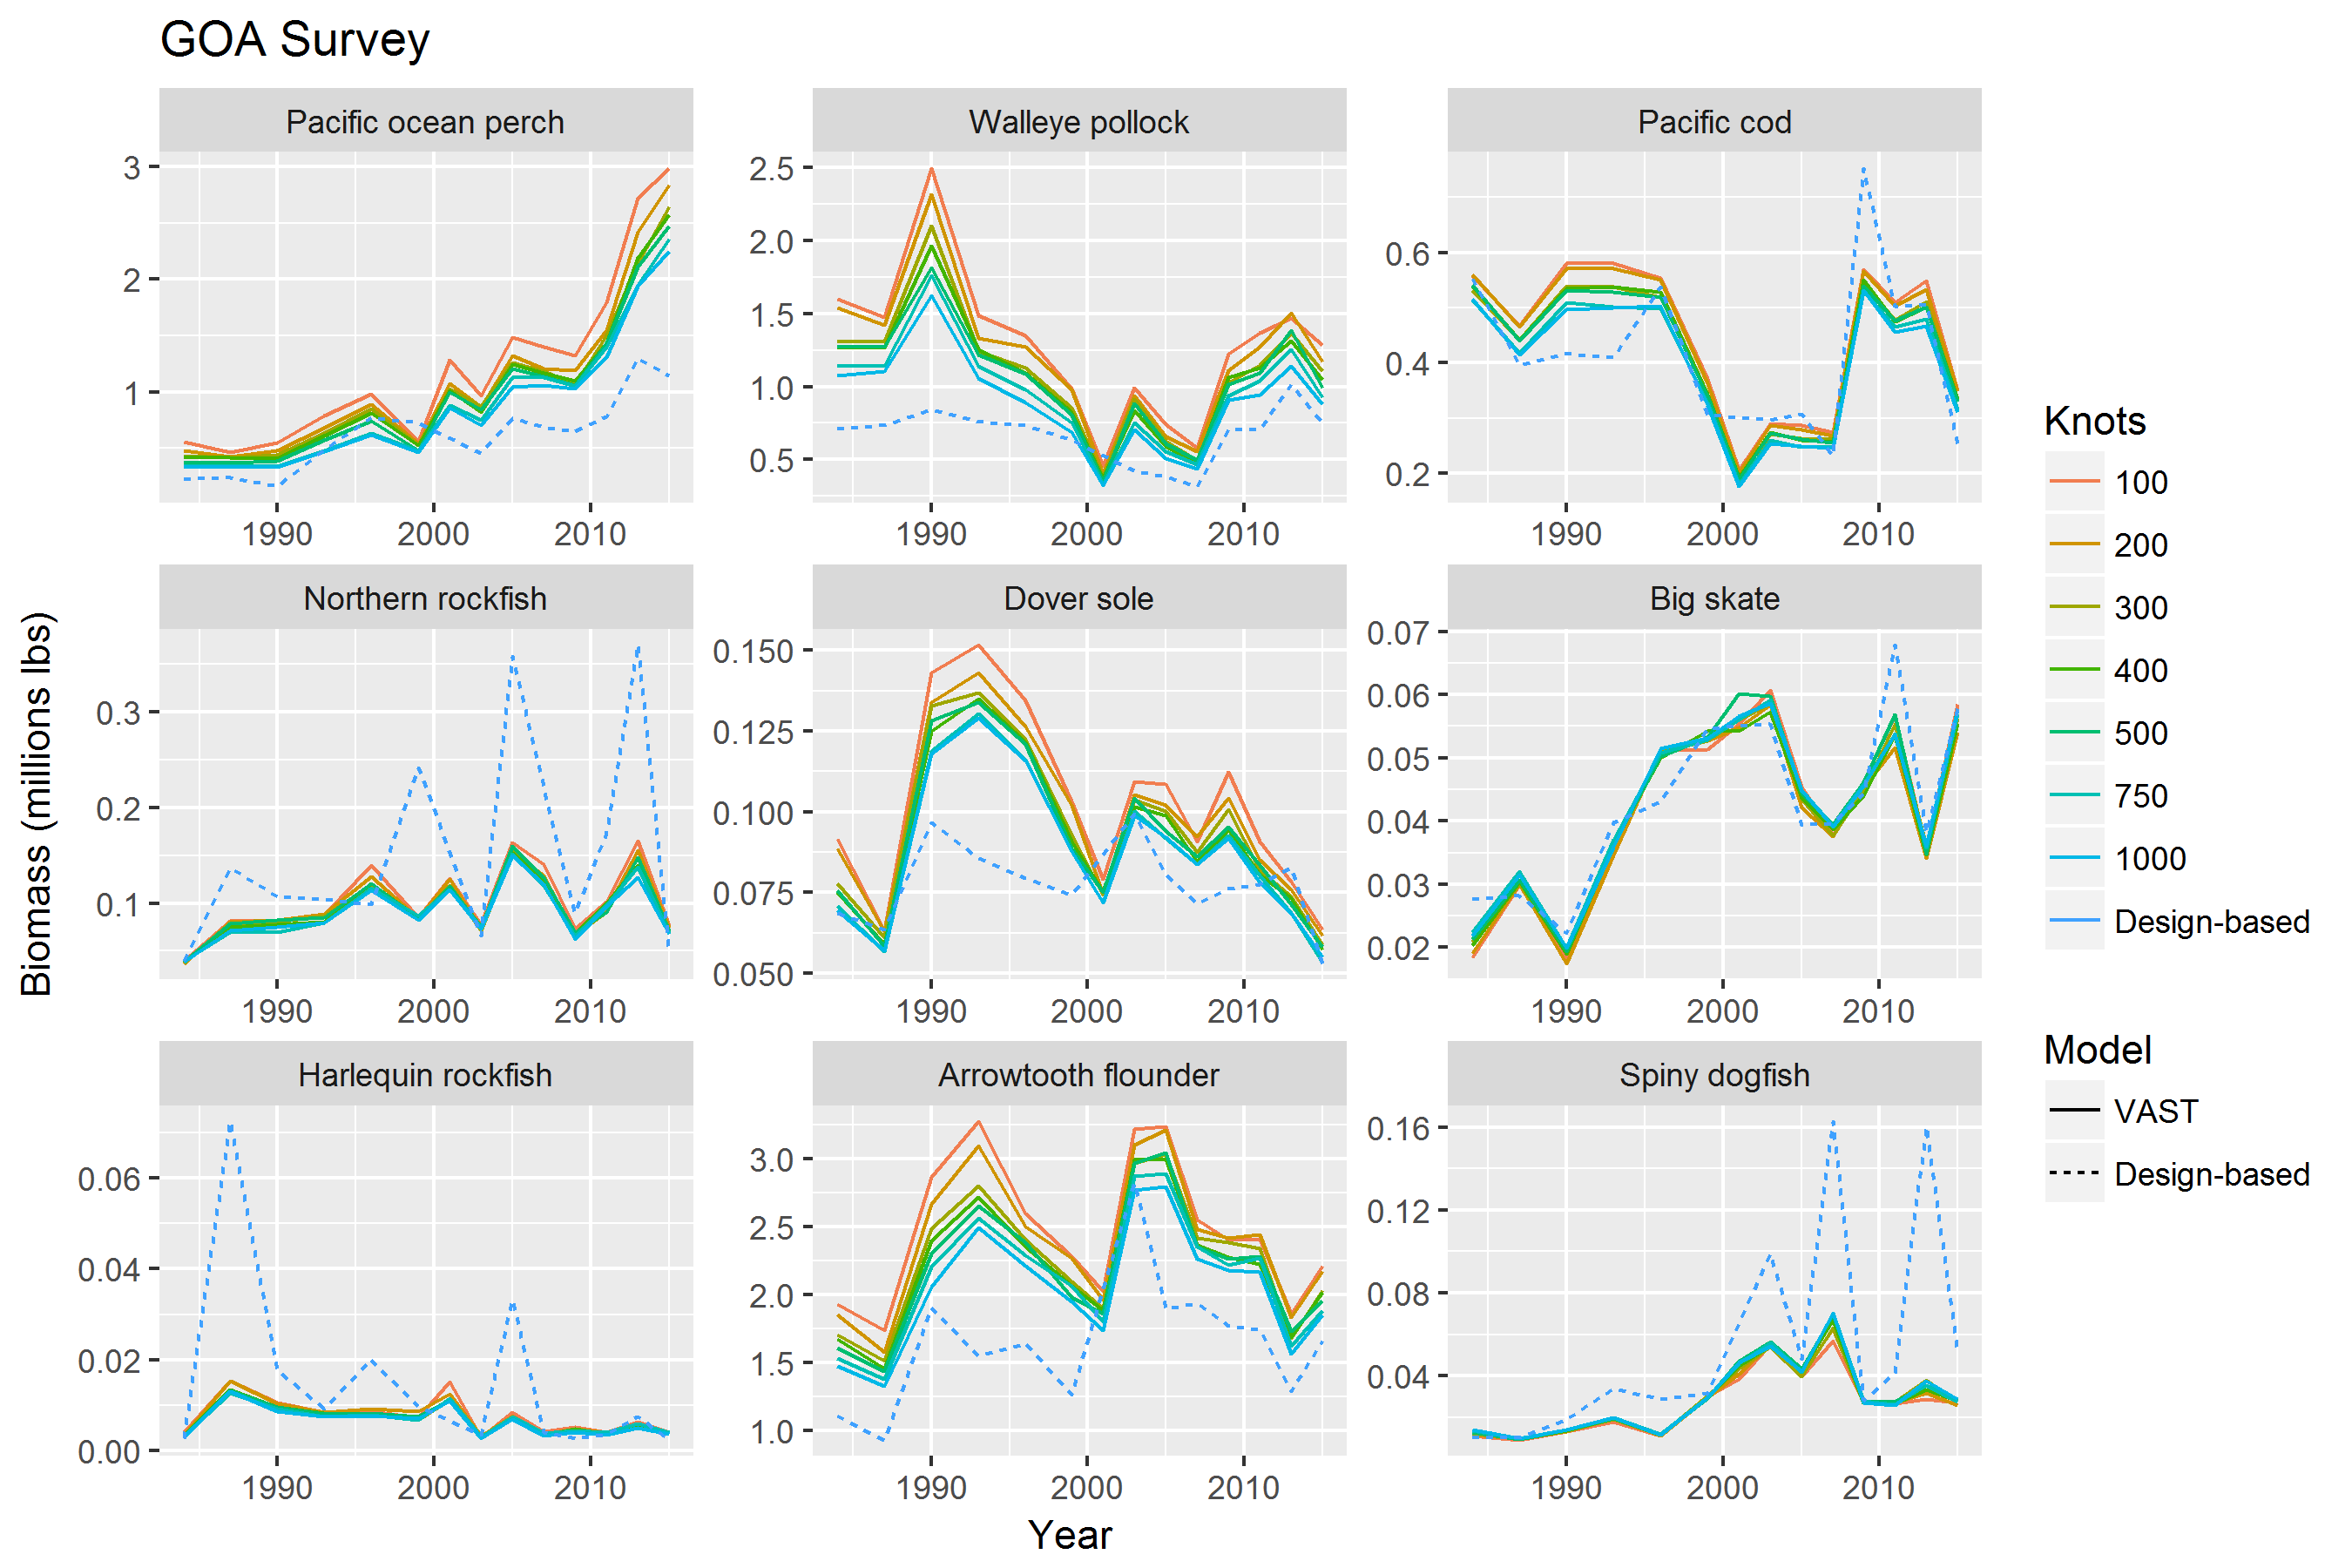 GOA Survey
Pacific ocean perch
Walleye pollock
Pacific cod
3
2
1
1990 2000 2010
2.5
2.0
1.5
1.0
0.5
1990 2000 2010
0.6
0.4
0.2
1990 2000 2010
Biomass (millions lbs)
Northern rockfish
Dover sole
Big skate
0.3
0.2
0.1
1990 2000 2010
0.150
0.125
0.100
0.075
0.050
1990 2000 2010
0.07
0.06
0.05
0.04
0.03
0.02
1990 2000 2010
Harlequin rockfish
Arrowtooth flounder
Spiny dogfish
0.06
0.04
0.02
0.00
1990 2000 2010
3.0
2.5
2.0
1.5
1.0
1990 2000 2010
0.16
0.12
0.08
0.04
1990 2000 2010
Year
Knots
100
200
300
400
500
750
1000
Design-based
Model
VAST
Design-based